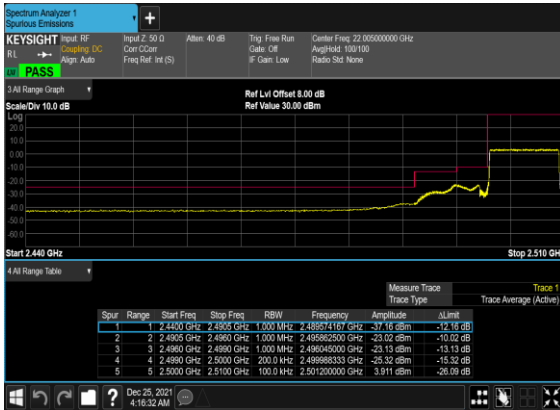 Spectrum Analyzer 1
Spurious Emissions
KEYSIGHT Input: RF Input Z: 50 Ω Atten: 40 dB Trig: Free Run Center Freq: 22.005000000 GHz
RL Coupling: DC Corr CCorr Gate: Off Avg|Hold: 100/100
Align: Auto Freq Ref: Int (S) IF Gain: Low Radio Std: None
PASS
3 All Range Graph
Ref Lvl Offset 8.00 dB
Scale/Div 10.0 dB Ref Value 30.00 dBm
Log
20.0
10.0
0.00
-10.0
-20.0
-30.0
-40.0
-50.0
-60.0
Start 2.440 GHz Stop 2.510 GH
4 All Range Table
Measure Trace Trace 1
Trace Type Trace Average (Active)
Spur Range Start Freq Stop Freq RBW Frequency Amplitude ΔLimit
1 1 2.4400 GHz 2.4905 GHz 1.000 MHz 2.489574167 GHz -37.16 dBm -12.16 dB
2 2 2.4905 GHz 2.4960 GHz 1.000 MHz 2.495862500 GHz -23.02 dBm -10.02 dB
3 3 2.4960 GHz 2.4990 GHz 1.000 MHz 2.496045000 GHz -23.13 dBm -13.13 dB
4 4 2.4990 GHz 2.5000 GHz 200.0 kHz 2.499988333 GHz -25.32 dBm -15.32 dB
5 5 2.5000 GHz 2.5100 GHz 100.0 kHz 2.501200000 GHz 3.911 dBm -26.09 dB
Dec 25, 2021
4:16:32 AM